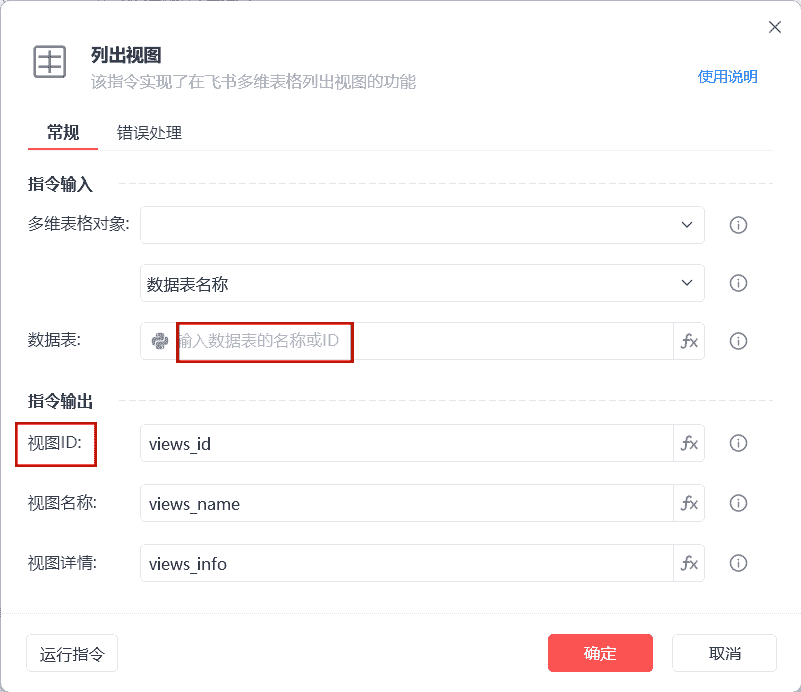 列出视图
该指令实现了在飞书多维表格列出视图的功能
使用说明
常规 错误处理
指令输入
多维表格对象:
数据表名称
数据表: 输入数据表的名称或ID fx
指令输出
视图ID: views_id fx
视图名称: views_name fx
视图详情: views_info fx
运行指令 确定 取消